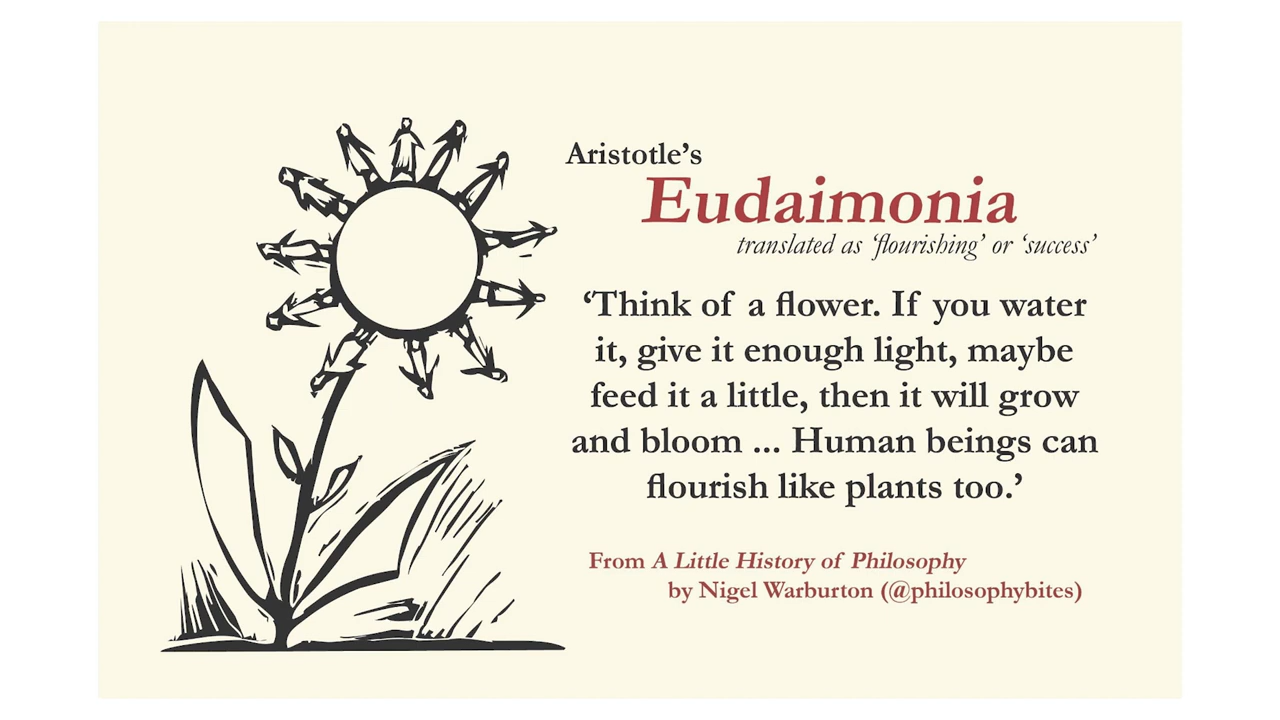 Aristotle’s
Eudaimonia
translated as ‘flourishing’ or ‘success’
‘Think of a flower. If you water
it, give it enough light, maybe
feed it a little, then it will grow
and bloom ... Human beings can
flourish like plants too.’
From A Little History of Philosophy
by Nigel Warburton (@philosophybites)